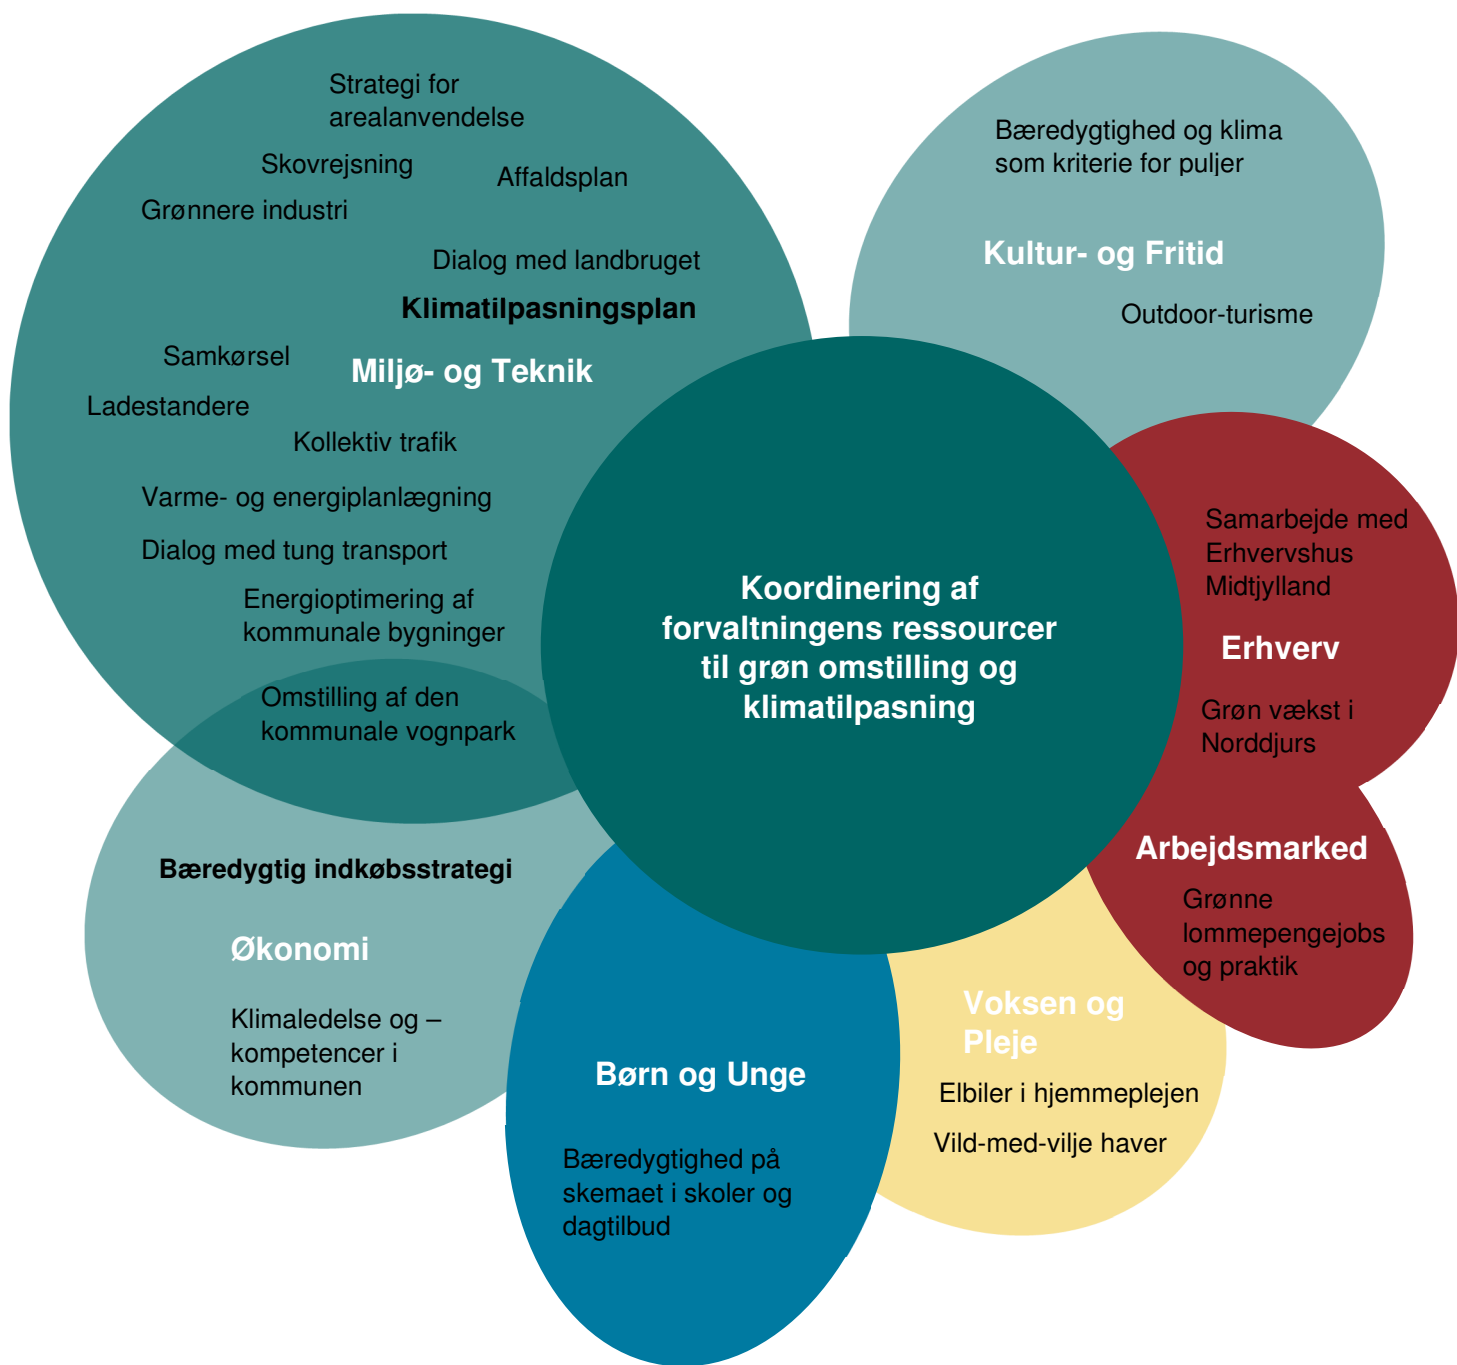 Strategi for
arealanvendelse
Skovrejsning
Affaldsplan
Grønnere industri
Dialog med landbruget
Klimatilpasningsplan
Samkørsel
Miljø- og Teknik
Ladestandere
Kollektiv trafik
Varme- og energiplanlægning
Dialog med tung transport
Energioptimering af
kommunale bygninger
Omstilling af den
kommunale vognpark
Bæredygtig indkøbsstrategi
Økonomi
Klimaledelse og –
kompetencer i
kommunen
Koordinering af
forvaltningens ressourcer
til grøn omstilling og
klimatilpasning
Bæredygtighed og klima
som kriterie for puljer
Kultur- og Fritid
Outdoor-turisme
Samarbejde med
Erhvervshus
Midtjylland
Erhverv
Grøn vækst i
Norddjurs
Arbejdsmarked
Grønne
lommepengejobs
og praktik
Voksen og
Pleje
Elbiler i hjemmeplejen
Vild-med-vilje haver
Børn og Unge
Bæredygtighed på
skemaet i skoler og
dagtilbud